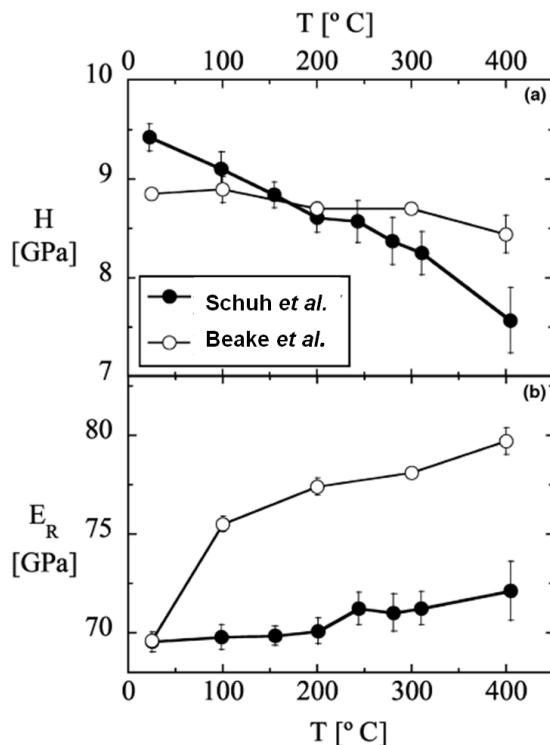 T [° C]
0 100 200 300 400
10
(a)
9
H
[GPa]
8
Schuh et al.
Beake et al.
7
(b)
80
E_R
[GPa]
75
70
0 100 200 300 400
T [° C]